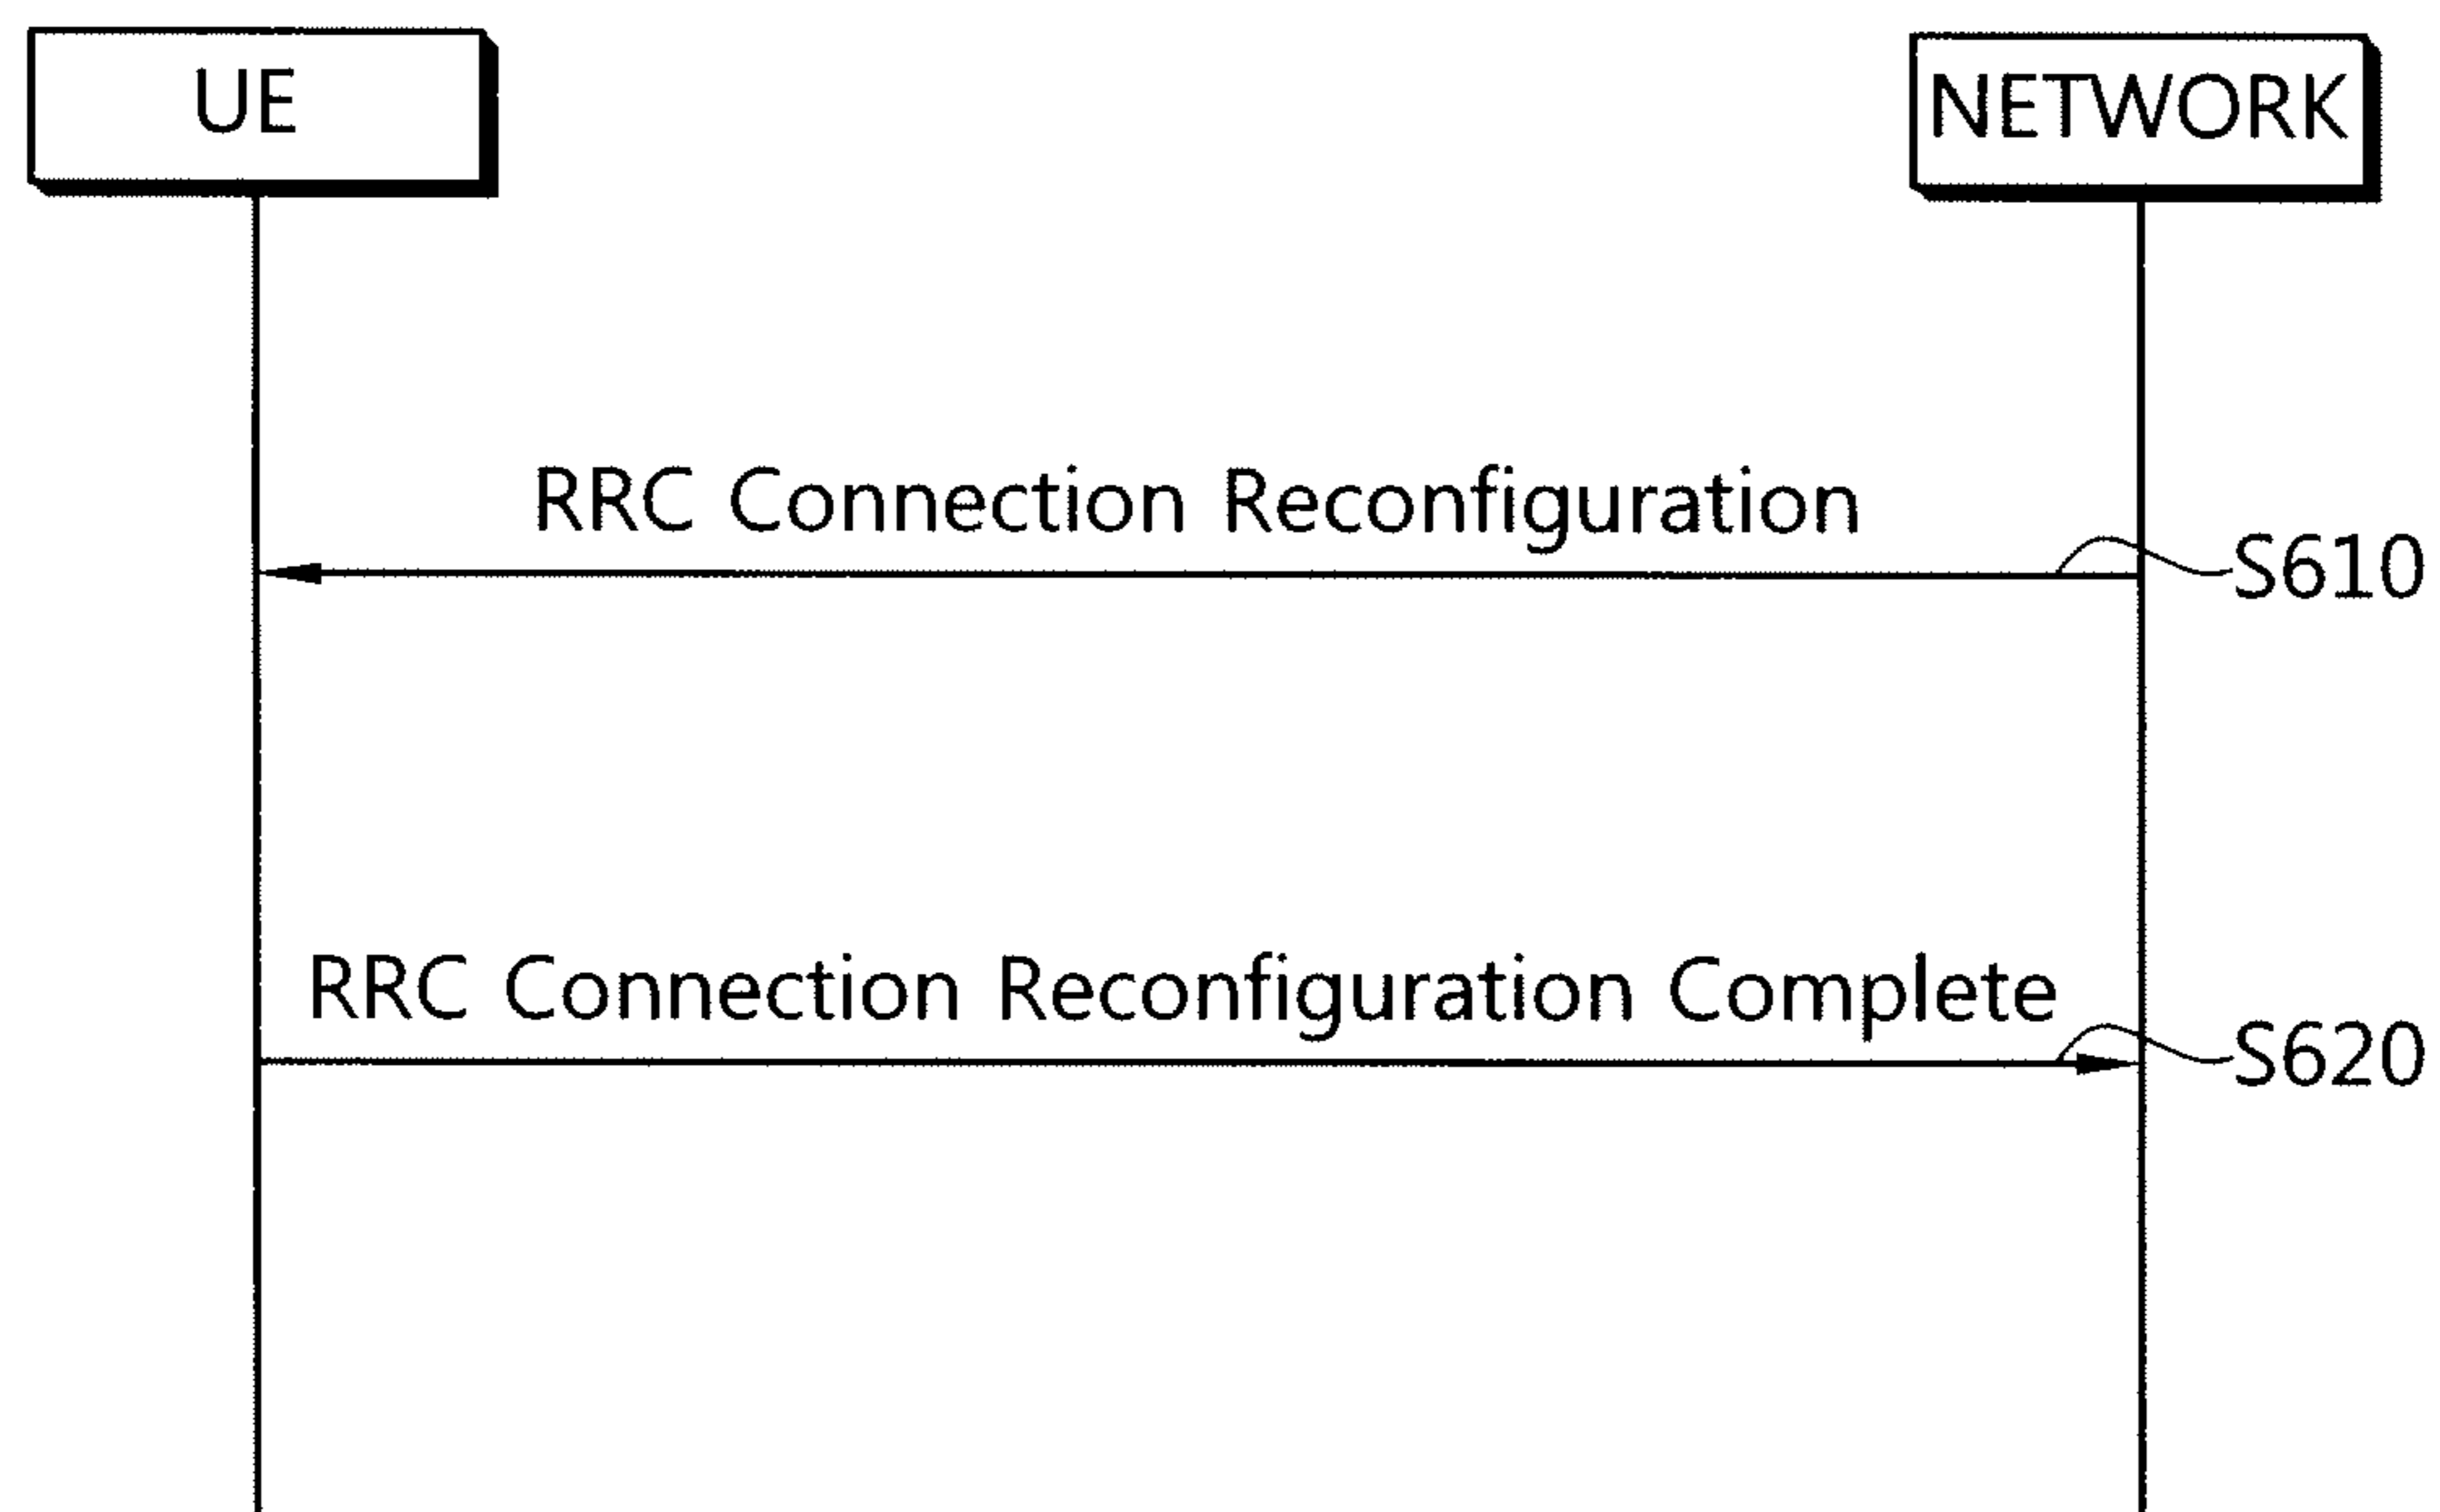 UE
NETWORK
RRC Connection Reconfiguration
S610
RRC Connection Reconfiguration Complete
S620